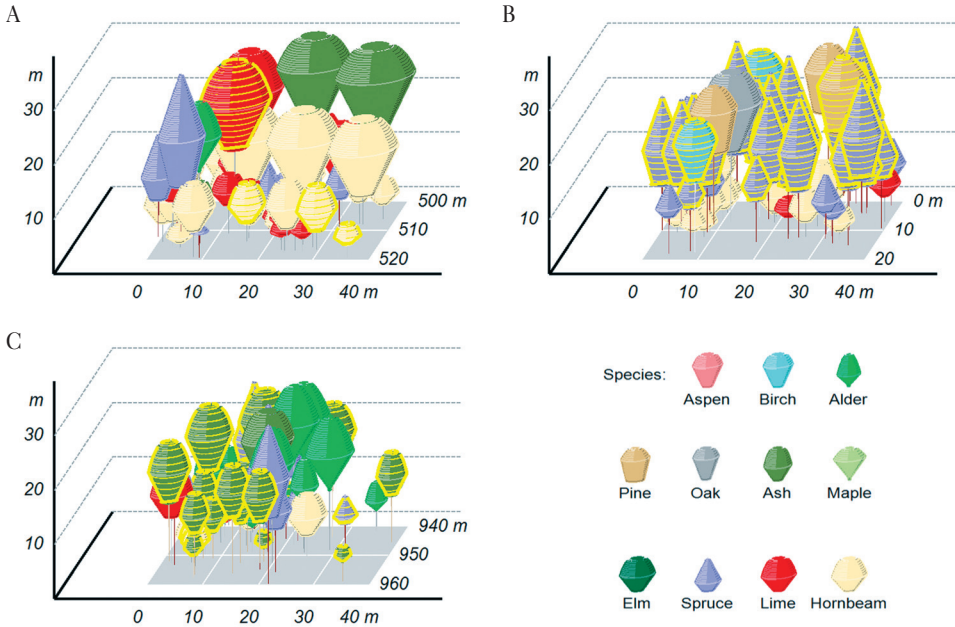 A
m
30
20
10
500 m
510
520
0 10 20 30 40 m
B
m
30
20
10
0 m
10
20
0 10 20 30 40 m
C
m
30
20
10
940 m
950
960
0 10 20 30 40 m
Species:
Aspen Birch Alder
Pine Oak Ash Maple
Elm Spruce Lime Hornbeam